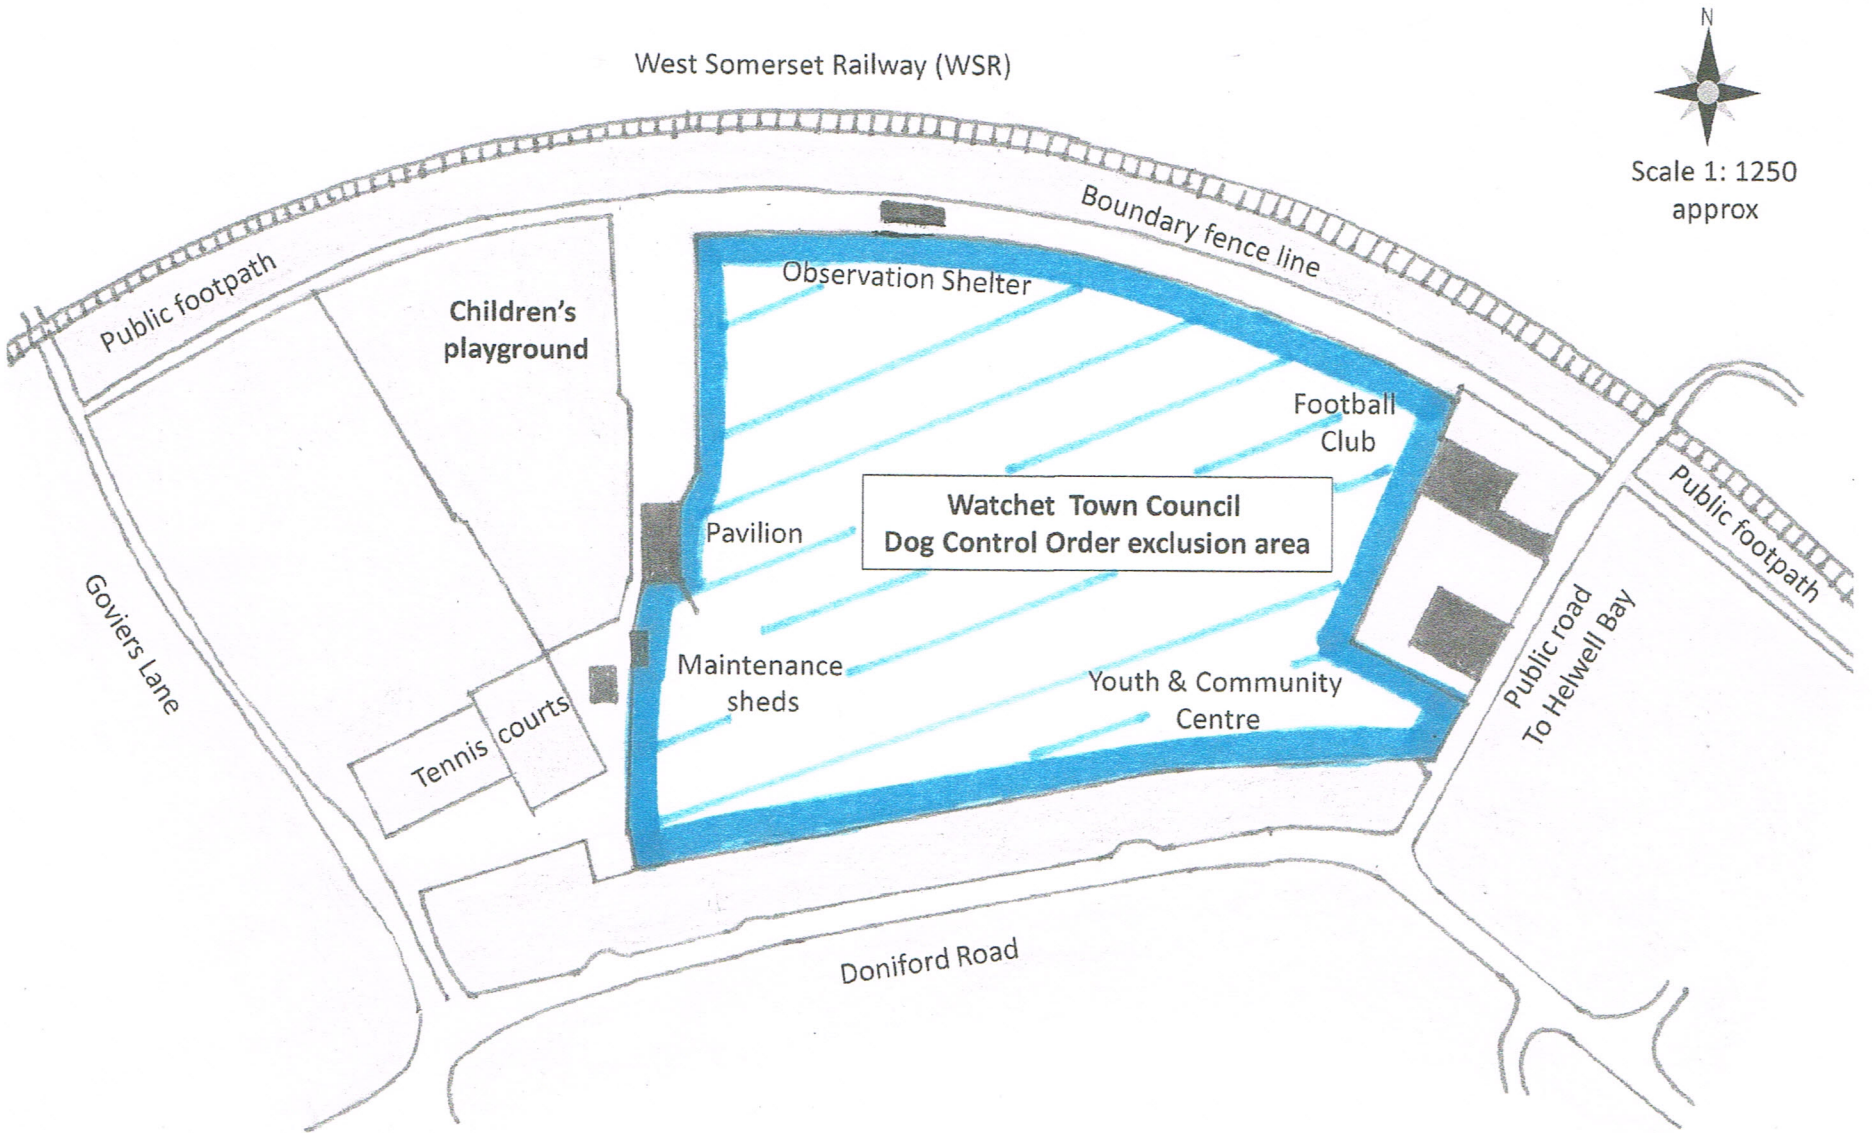 N
West Somerset Railway (WSR)
Scale 1: 1250
approx
Boundary fence line
Public footpath
Observation Shelter
Children's
playground
Football
Club
Watchet Town Council
Dog Control Order exclusion area
Public footpath
Pavilion
Goviers Lane
Public road
To Helwell Bay
Maintenance
sheds
Youth & Community
Centre
Tennis courts
Doniford Road